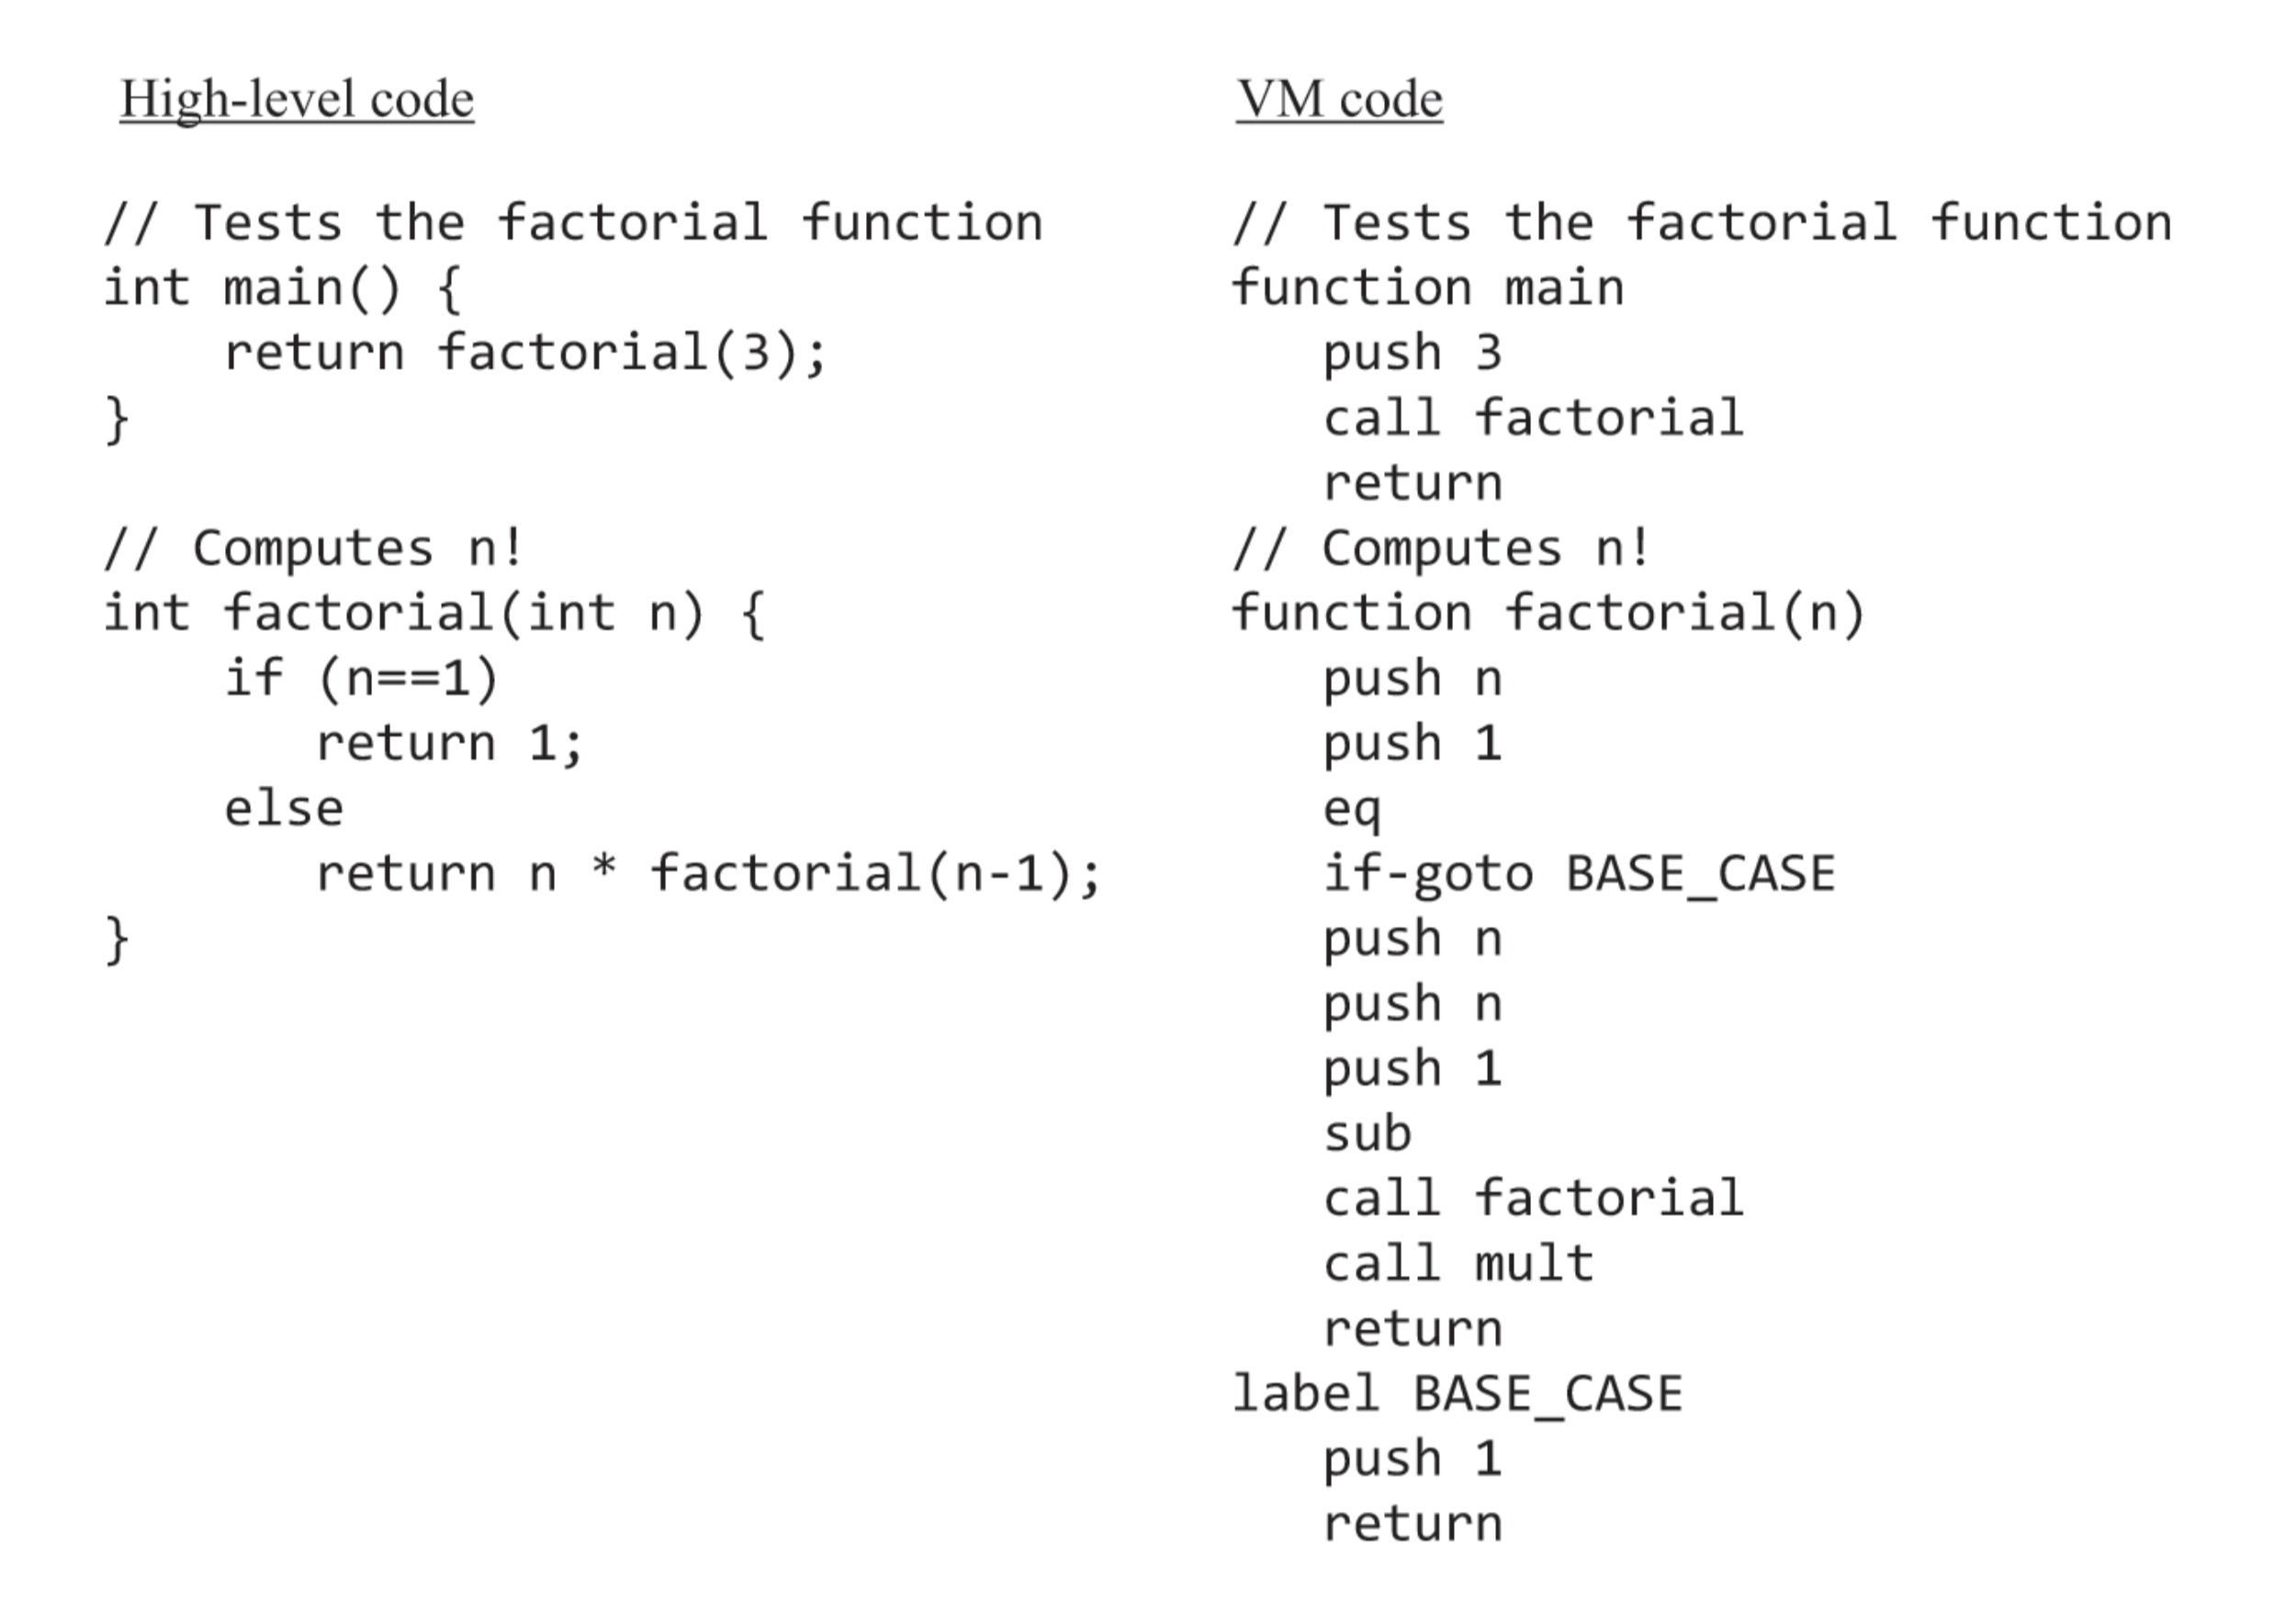 High-level code
// Tests the factorial function
int main() {
    return factorial(3);
}
// Computes n!
int factorial(int n) {
    if (n==1)
       return 1;
    else
       return n * factorial(n-1);
}
VM code
// Tests the factorial function
function main
   push 3
   call factorial
   return
// Computes n!
function factorial(n)
   push n
   push 1
   eq
   if-goto BASE_CASE
   push n
   push n
   push 1
   sub
   call factorial
   call mult
   return
label BASE_CASE
   push 1
   return